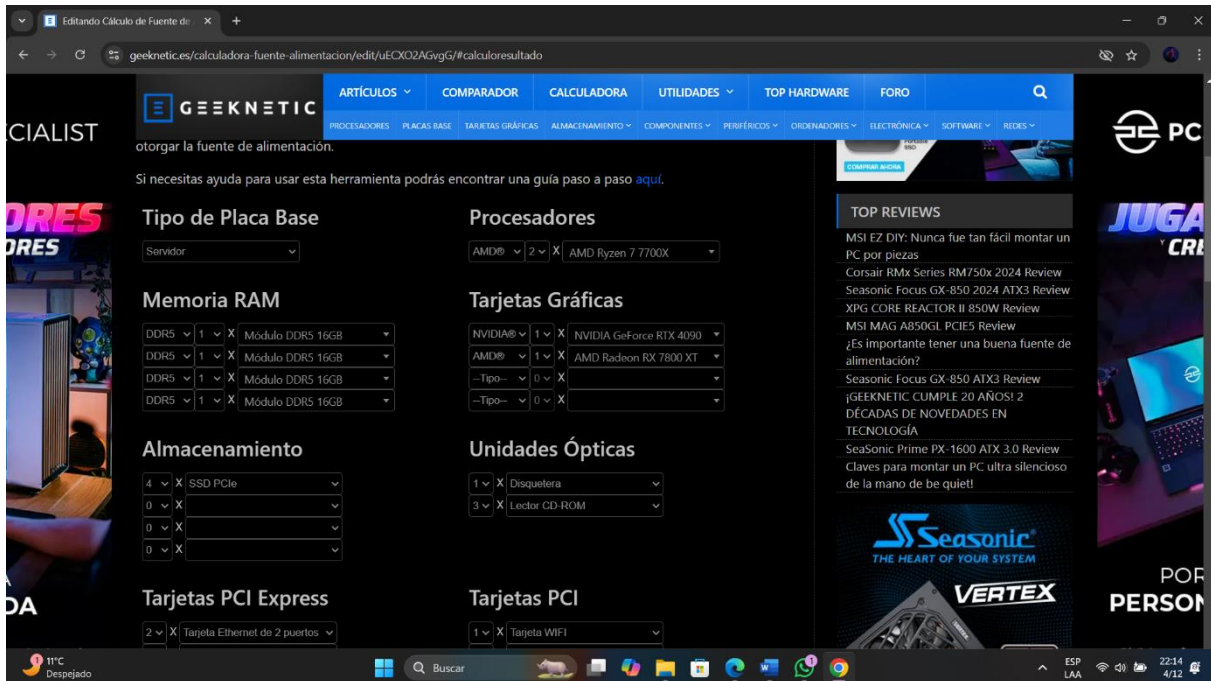 Editando Cálculo de Fuente de
geeknetic.es/calculadora-fuente-alimentacion/edit/uECXO2AGvgG/#calculoresultado
GEEKNETIC
ARTÍCULOS COMPARADOR CALCULADORA UTILIDADES TOP HARDWARE FORO
PROCESADORES PLACAS BASE TARJETAS GRÁFICAS ALMACENAMIENTO COMPONENTES PERIFÉRICOS ORDENADORES ELECTRÓNICA SOFTWARE REDES
otorgar la fuente de alimentación.
Si necesitas ayuda para usar esta herramienta podrás encontrar una guía paso a paso aquí.
Tipo de Placa Base
Servidor
Procesadores
AMD® 2 X AMD Ryzen 7 7700X
Memoria RAM
DDR5 1 X Módulo DDR5 16GB
DDR5 1 X Módulo DDR5 16GB
DDR5 1 X Módulo DDR5 16GB
DDR5 1 X Módulo DDR5 16GB
Tarjetas Gráficas
NVIDIA® 1 X NVIDIA GeForce RTX 4090
AMD® 1 X AMD Radeon RX 7800 XT
--Tipo-- 0 X
--Tipo-- 0 X
Almacenamiento
4 X SSD PCIe
0 X
0 X
0 X
Unidades Ópticas
1 X Disquetera
3 X Lector CD-ROM
Tarjetas PCI Express
2 X Tarjeta Ethernet de 2 puertos
Tarjetas PCI
1 X Tarjeta WIFI
SSD
COMPRAR AHORA
TOP REVIEWS
MSI EZ DIY: Nunca fue tan fácil montar un
PC por piezas
Corsair RMx Series RM750x 2024 Review
Seasonic Focus GX-850 2024 ATX3 Review
XPG CORE REACTOR II 850W Review
MSI MAG A850GL PCIE5 Review
¿Es importante tener una buena fuente de
alimentación?
Seasonic Focus GX-850 ATX3 Review
¡GEEKNETIC CUMPLE 20 AÑOS! 2
DÉCADAS DE NOVEDADES EN
TECNOLOGÍA
SeaSonic Prime PX-1600 ATX 3.0 Review
Claves para montar un PC ultra silencioso
de la mano de be quiet!
Seasonic
THE HEART OF YOUR SYSTEM
VERTEX
CIALIST
ORES
ORES
DA
PC
JUGA
Y CRE
POR
PERSON
1
11°C
Despejado
Buscar
ESP
LAA
22:14
4/12